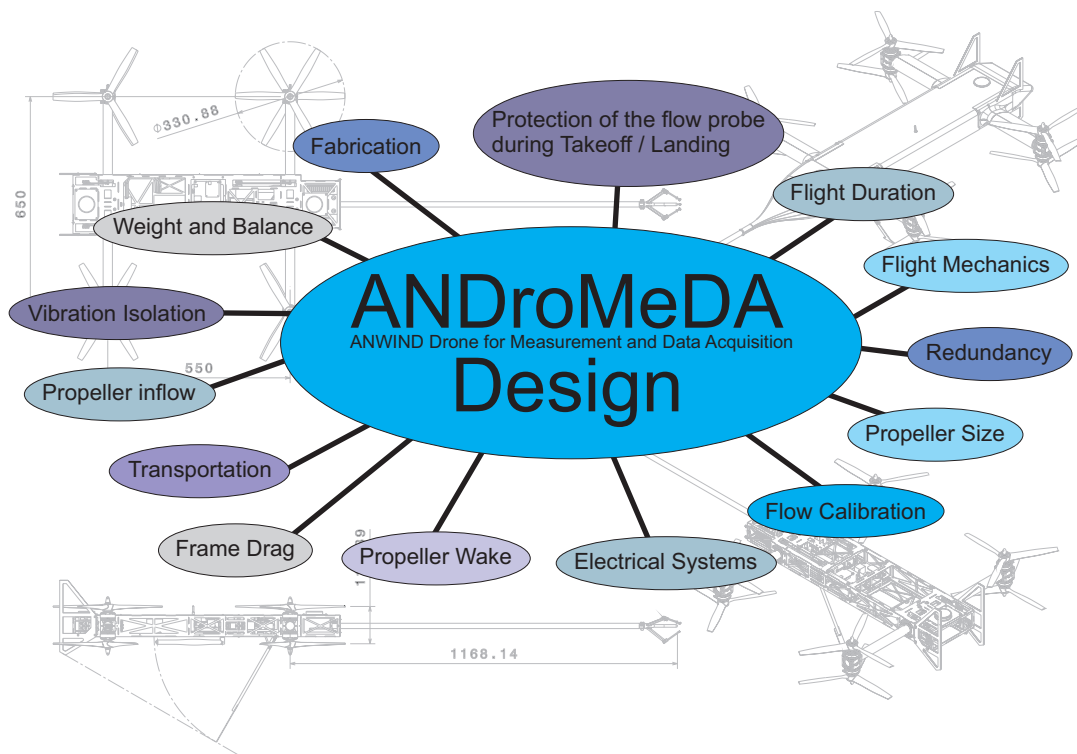 Φ330.88
Protection of the flow probe
during Takeoff / Landing
Fabrication
Flight Duration
650
Weight and Balance
Flight Mechanics
ANDroMeDA
ANWIND Drone for Measurement and Data Acquisition
Design
Vibration Isolation
Redundancy
550
Propeller inflow
Propeller Size
Transportation
Flow Calibration
Frame Drag
Propeller Wake
Electrical Systems
1168.14